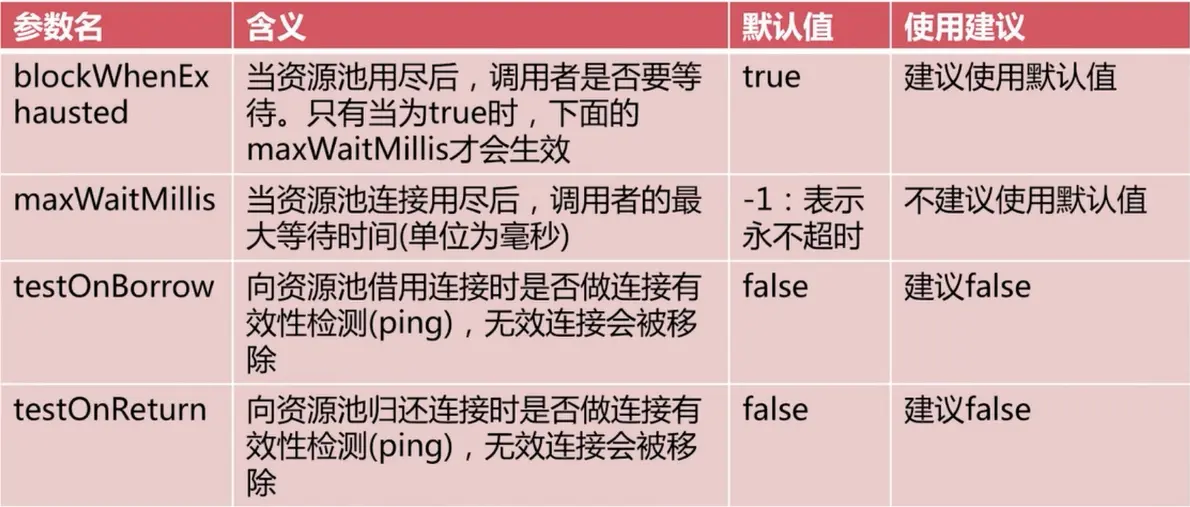 参数名
含义
默认值
使用建议
blockWhenEx
hausted
当资源池用尽后，调用者是否要等
待。只有当为true时，下面的
maxWaitMillis才会生效
true
建议使用默认值
maxWaitMillis
当资源池连接用尽后，调用者的最
大等待时间(单位为毫秒)
-1：表示
永不超时
不建议使用默认值
testOnBorrow
向资源池借用连接时是否做连接有
效性检测(ping)，无效连接会被移
除
false
建议false
testOnReturn
向资源池归还连接时是否做连接有
效性检测(ping)，无效连接会被移
除
false
建议false